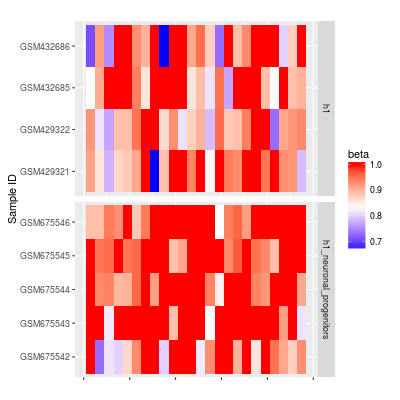 GSM432686
GSM432685
GSM429322
GSM429321
GSM675546
GSM675545
GSM675544
GSM675543
GSM675542
Sample ID
h1
h1_neuronal_progenitors
beta
1.0
0.9
0.8
0.7